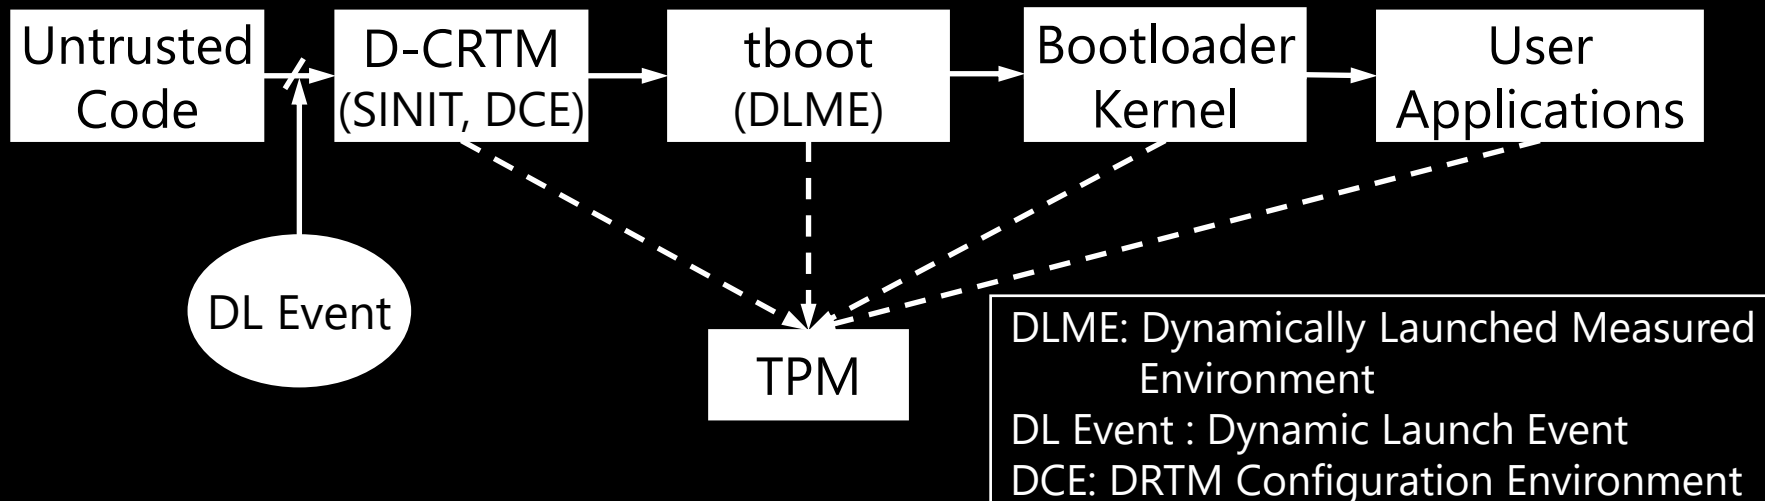 Untrusted
Code
D-CRTM
(SINIT, DCE)
tboot
(DLME)
Bootloader
Kernel
User
Applications
DL Event
TPM
DLME: Dynamically Launched Measured
Environment
DL Event : Dynamic Launch Event
DCE: DRTM Configuration Environment